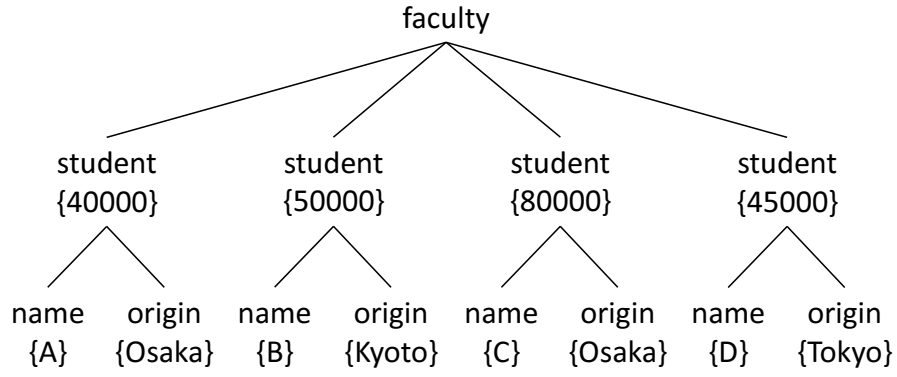 faculty
student student student student
{40000} {50000} {80000} {45000}
name origin name origin name origin name origin
{A} {Osaka} {B} {Kyoto} {C} {Osaka} {D} {Tokyo}